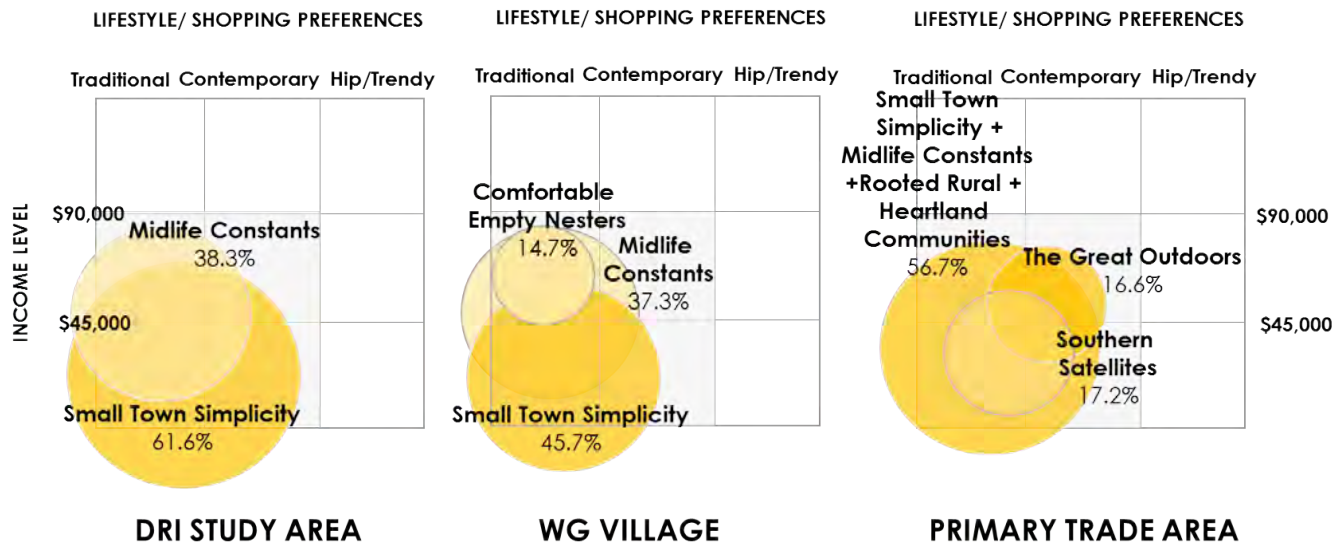 LIFESTYLE/ SHOPPING PREFERENCES
Traditional Contemporary Hip/Trendy
INCOME LEVEL
$90,000
$45,000
Midlife Constants
38.3%
Small Town Simplicity
61.6%
DRI STUDY AREA
LIFESTYLE/ SHOPPING PREFERENCES
Traditional Contemporary Hip/Trendy
Comfortable
Empty Nesters
14.7%
Midlife
Constants
37.3%
Small Town Simplicity
45.7%
WG VILLAGE
LIFESTYLE/ SHOPPING PREFERENCES
Traditional Contemporary Hip/Trendy
Small Town
Simplicity +
Midlife Constants
+Rooted Rural +
Heartland
Communities
56.7%
The Great Outdoors
16.6%
Southern
Satellites
17.2%
$90,000
$45,000
PRIMARY TRADE AREA